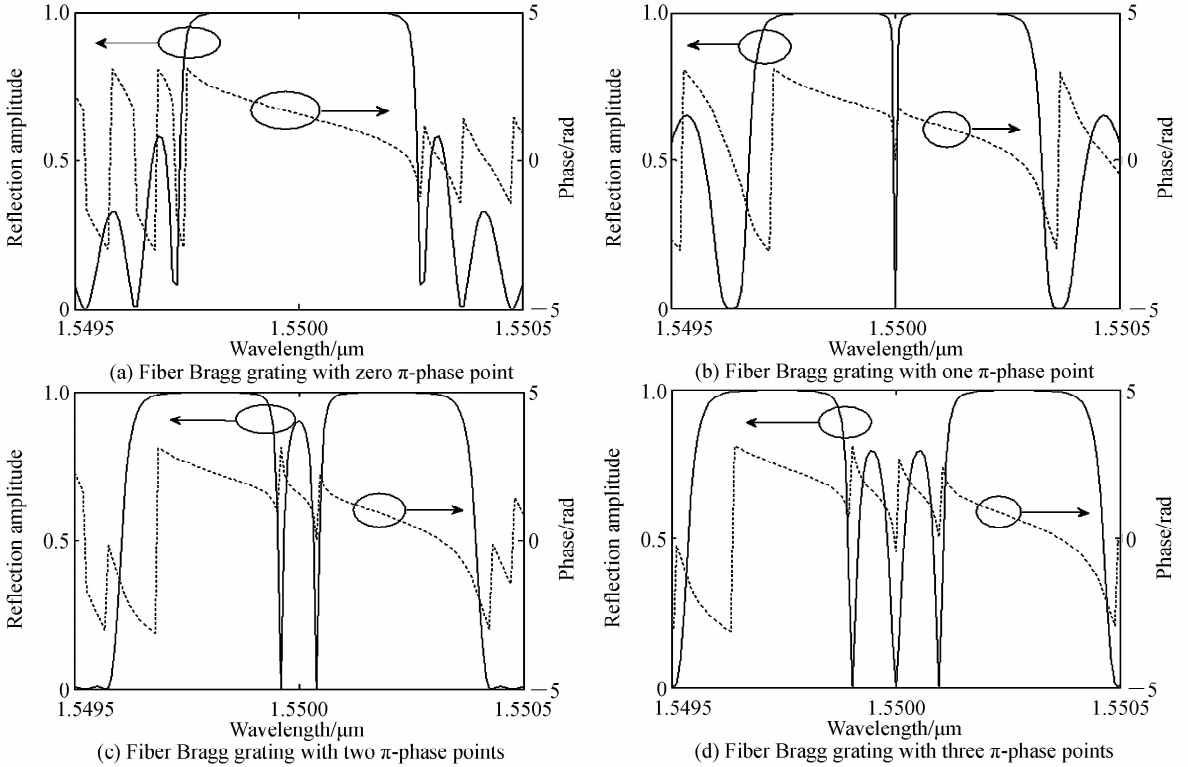 1.0
0.5
0
Reflection amplitude
5
0
−5
Phase/rad
1.5495
1.5500
1.5505
Wavelength/μm
(a) Fiber Bragg grating with zero π-phase point
1.0
0.5
0
Reflection amplitude
5
0
−5
Phase/rad
1.5495
1.5500
1.5505
Wavelength/μm
(b) Fiber Bragg grating with one π-phase point
1.0
0.5
0
Reflection amplitude
5
0
−5
Phase/rad
1.5495
1.5500
1.5505
Wavelength/μm
(c) Fiber Bragg grating with two π-phase points
1.0
0.5
0
Reflection amplitude
5
0
−5
Phase/rad
1.5495
1.5500
1.5505
Wavelength/μm
(d) Fiber Bragg grating with three π-phase points